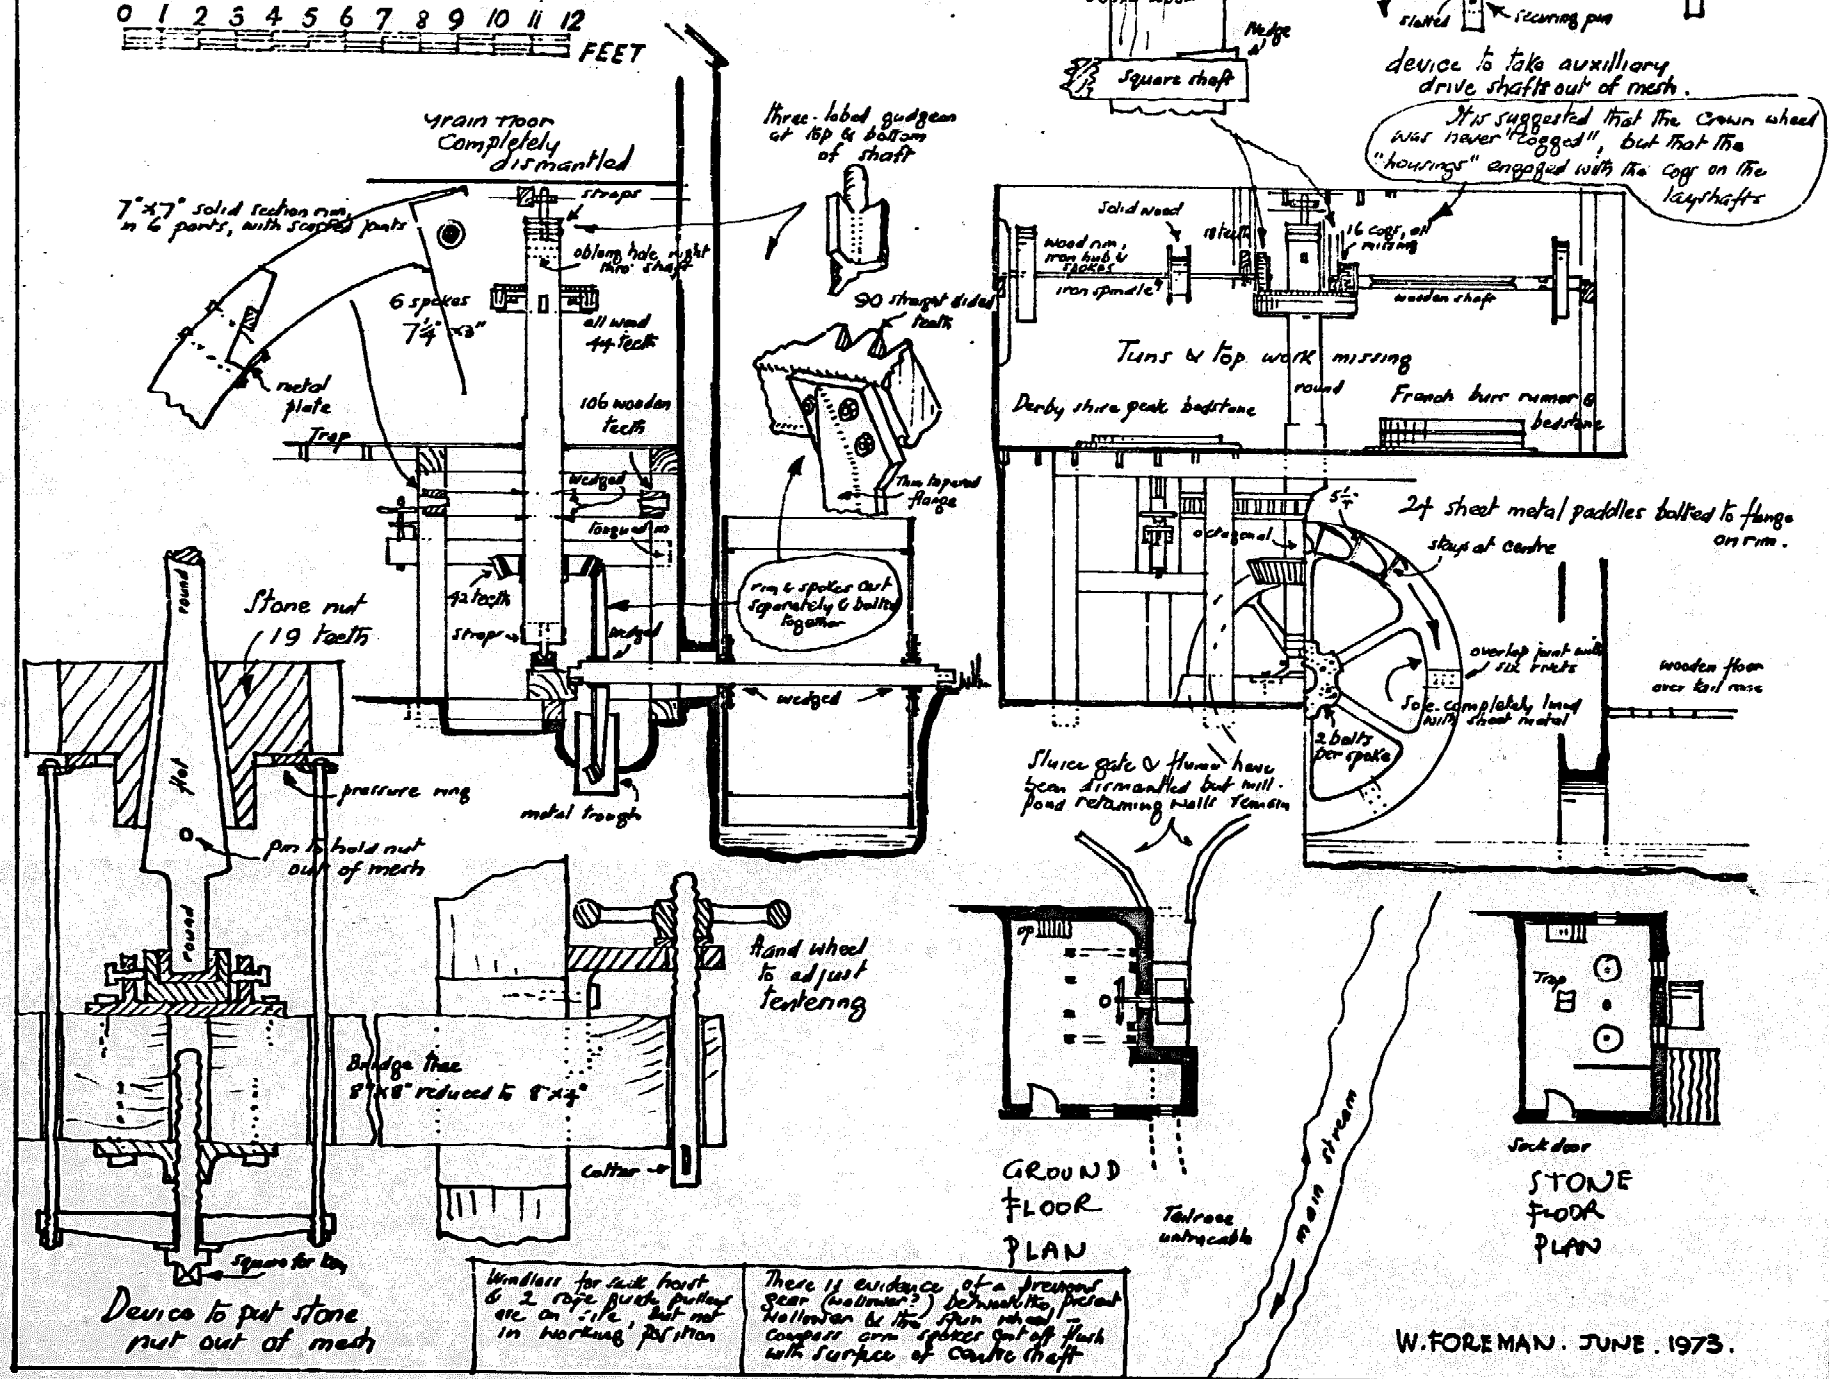 0 1 2 3 4 5 6 7 8 9 10 11 12
FEET
Wedge
square shaft
slotted
securing pin
device to take auxilliary
drive shafts out of mesh.
It is suggested that the Crown wheel
was never "cogged", but that the
"housings" engaged with the cogs on the
layshafts
Grain floor
Completely
dismantled
three-lobed gudgeon
at top & bottom
of shaft
straps
7"x7" solid section rim,
in 6 parts, with scarfed joints
oblong hole right
thro' shaft
6 spokes
7¼" x3"
all wood
44 teeth
metal
plate
Trap
106 wooden
teeth
wedged
90 straight sided
teeth
Thin tapered
flange
solid wood
wood rim,
iron hub &
spokes
iron spindle
18 teeth
16 cogs, all
missing
wooden shaft
Tuns & top work missing
round
Derbyshire peak bedstone
French burr runner &
bedstone
octagonal
24 sheet metal paddles bolted to flange
on rim.
stays at centre
overlap joint with
six rivets
Sole completely lined
with sheet metal
2 bolts
per spoke
wooden floor
over tail race
42 teeth
straps
wedged
rim & spokes cast
separately & bolted
together
wedged
metal trough
round
Stone nut
19 teeth
flat
pressure ring
pin to hold nut
out of mesh
round
Sluice gate & flume have
been dismantled but mill-
pond retaining walls remain
Hand wheel
to adjust
tentering
Bridge tree
8"x8" reduced to 8"x4"
Cotter
square for key
Device to put stone
nut out of mesh
up
GROUND
FLOOR
PLAN
Tailrace
untraceable
main stream
Trap
Sack door
STONE
FLOOR
PLAN
Windlass for sack hoist
& 2 rope guide pulleys
are on site, but not
in working position
There is evidence of a previous
gear (wallower?) between the present
wallower & the spur wheel -
compass arm spokes cut off flush
with surface of centre shaft
W.FOREMAN. JUNE. 1973.